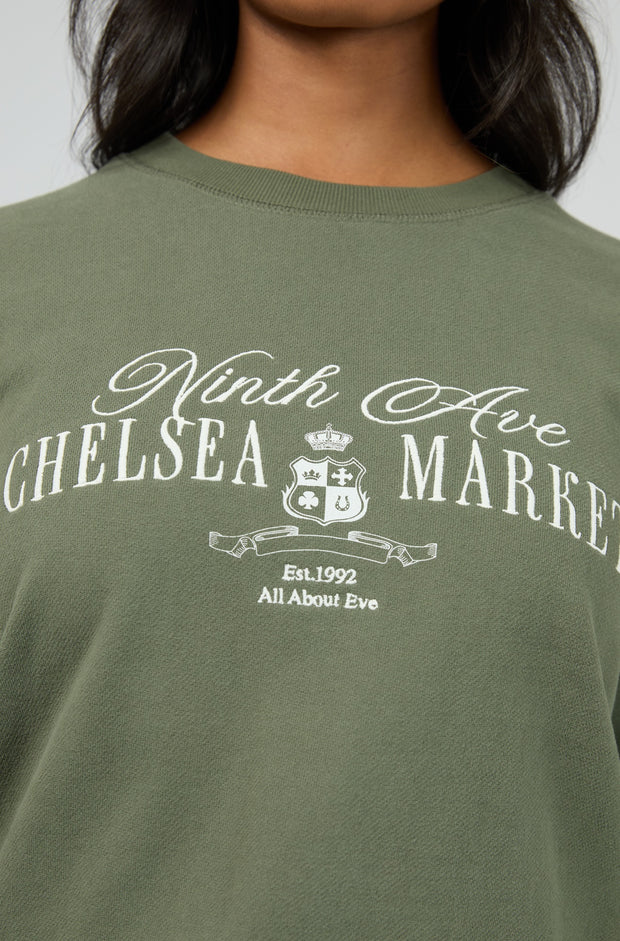 Ninth Ave
CHELSEA MARKET
Est.1992
All About Eve